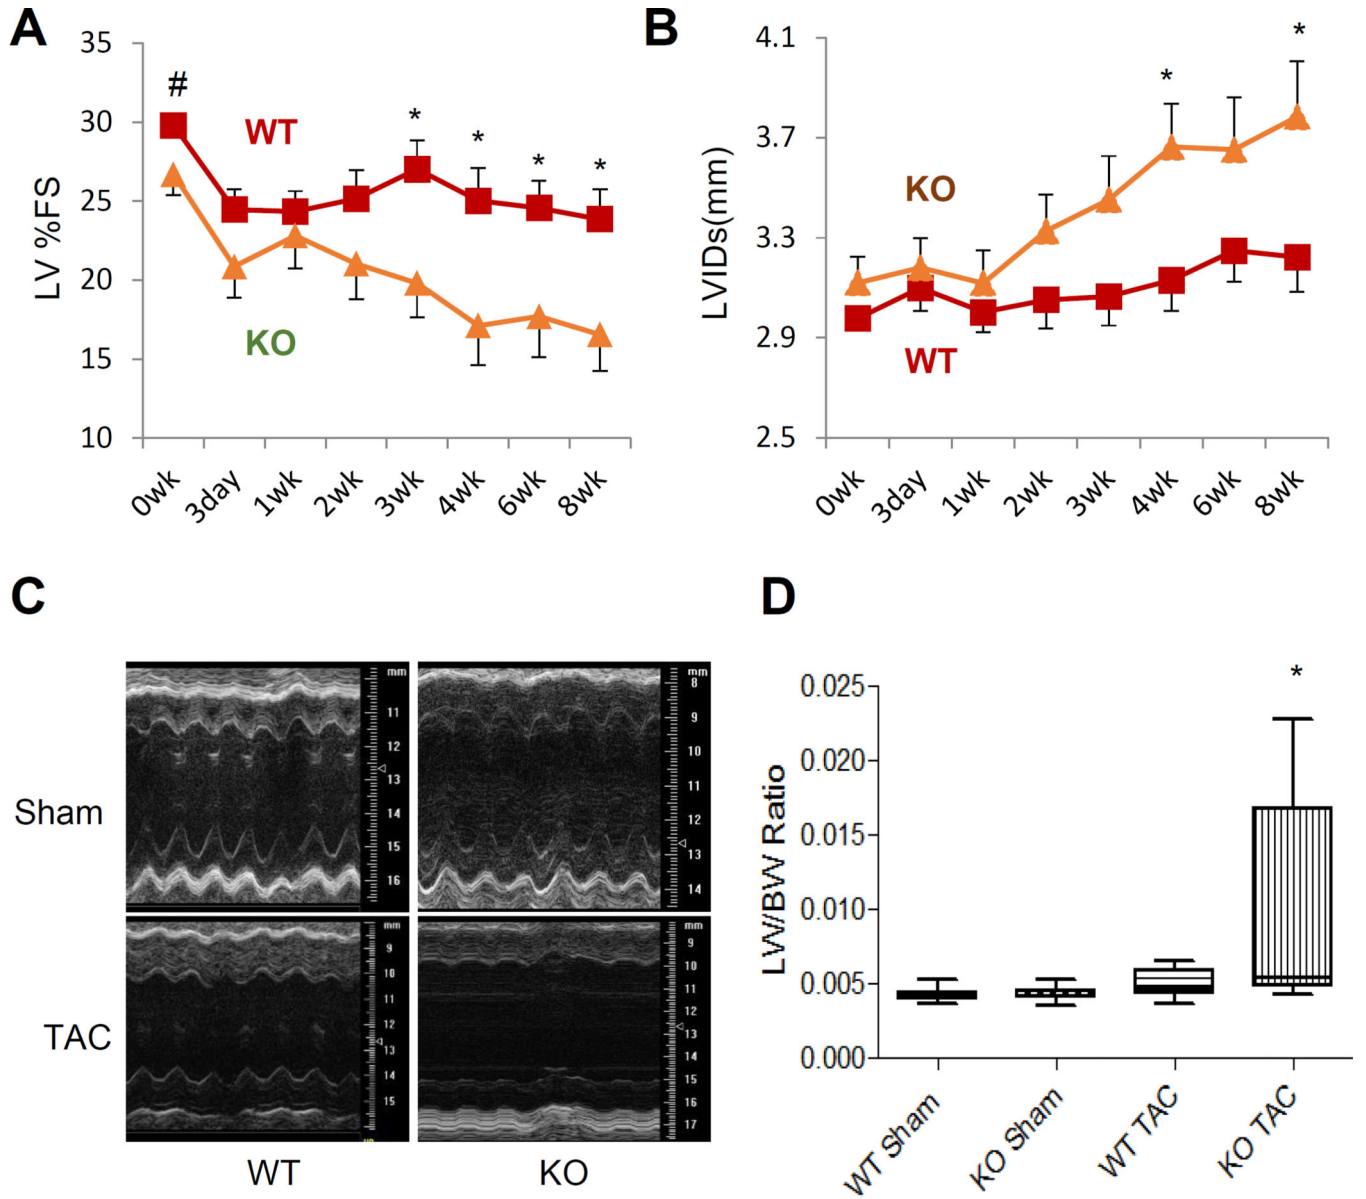 A
35
30
25
20
15
10
LV %FS
#
WT
*
*
*
*
KO
0wk
3day
1wk
2wk
3wk
4wk
6wk
8wk
B
4.1
3.7
3.3
2.9
2.5
LVIDs(mm)
*
*
KO
WT
0wk
3day
1wk
2wk
3wk
4wk
6wk
8wk
C
Sham
TAC
mm
11
12
13
14
15
16
mm
8
9
10
11
12
13
14
mm
9
10
11
12
13
14
15
mm
9
10
11
12
13
14
15
16
17
WT
KO
D
0.025
0.020
0.015
0.010
0.005
0.000
LW/BW Ratio
*
WT Sham
KO Sham
WT TAC
KO TAC